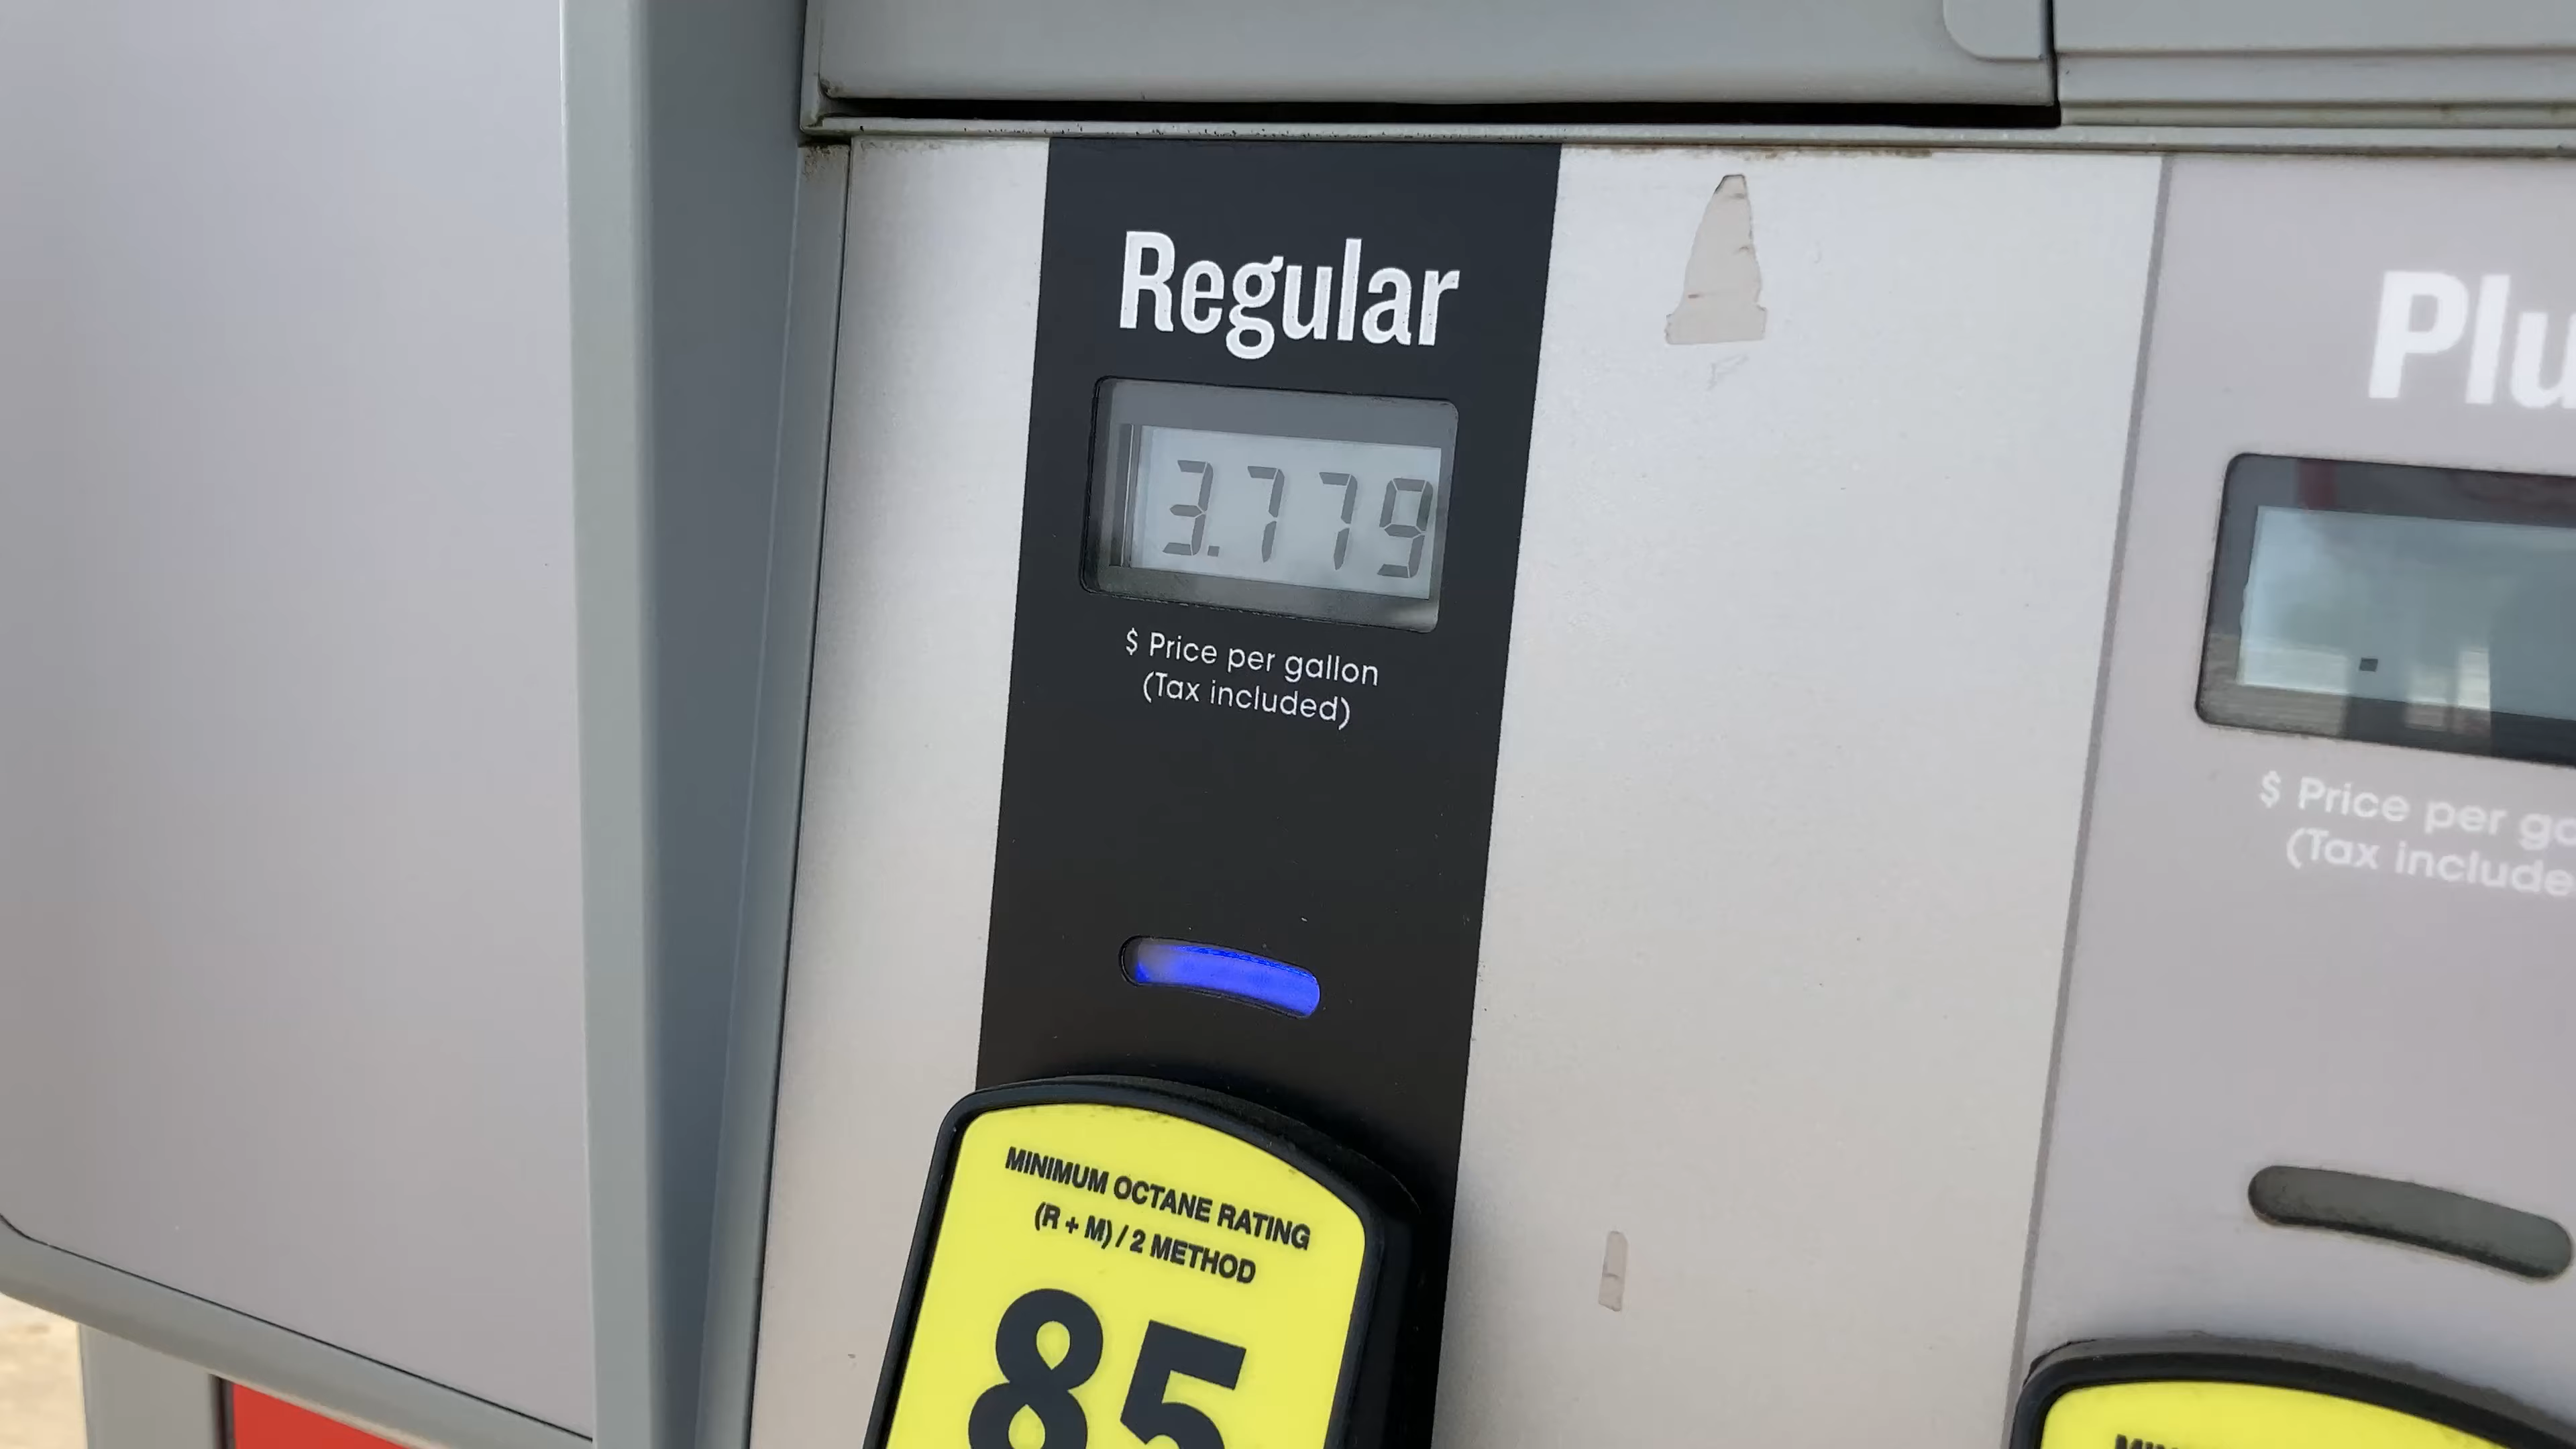 Regular
3.779
$ Price per gallon
(Tax included)
MINIMUM OCTANE RATING
(R + M) / 2 METHOD
85
Plu
$ Price per ga
(Tax include